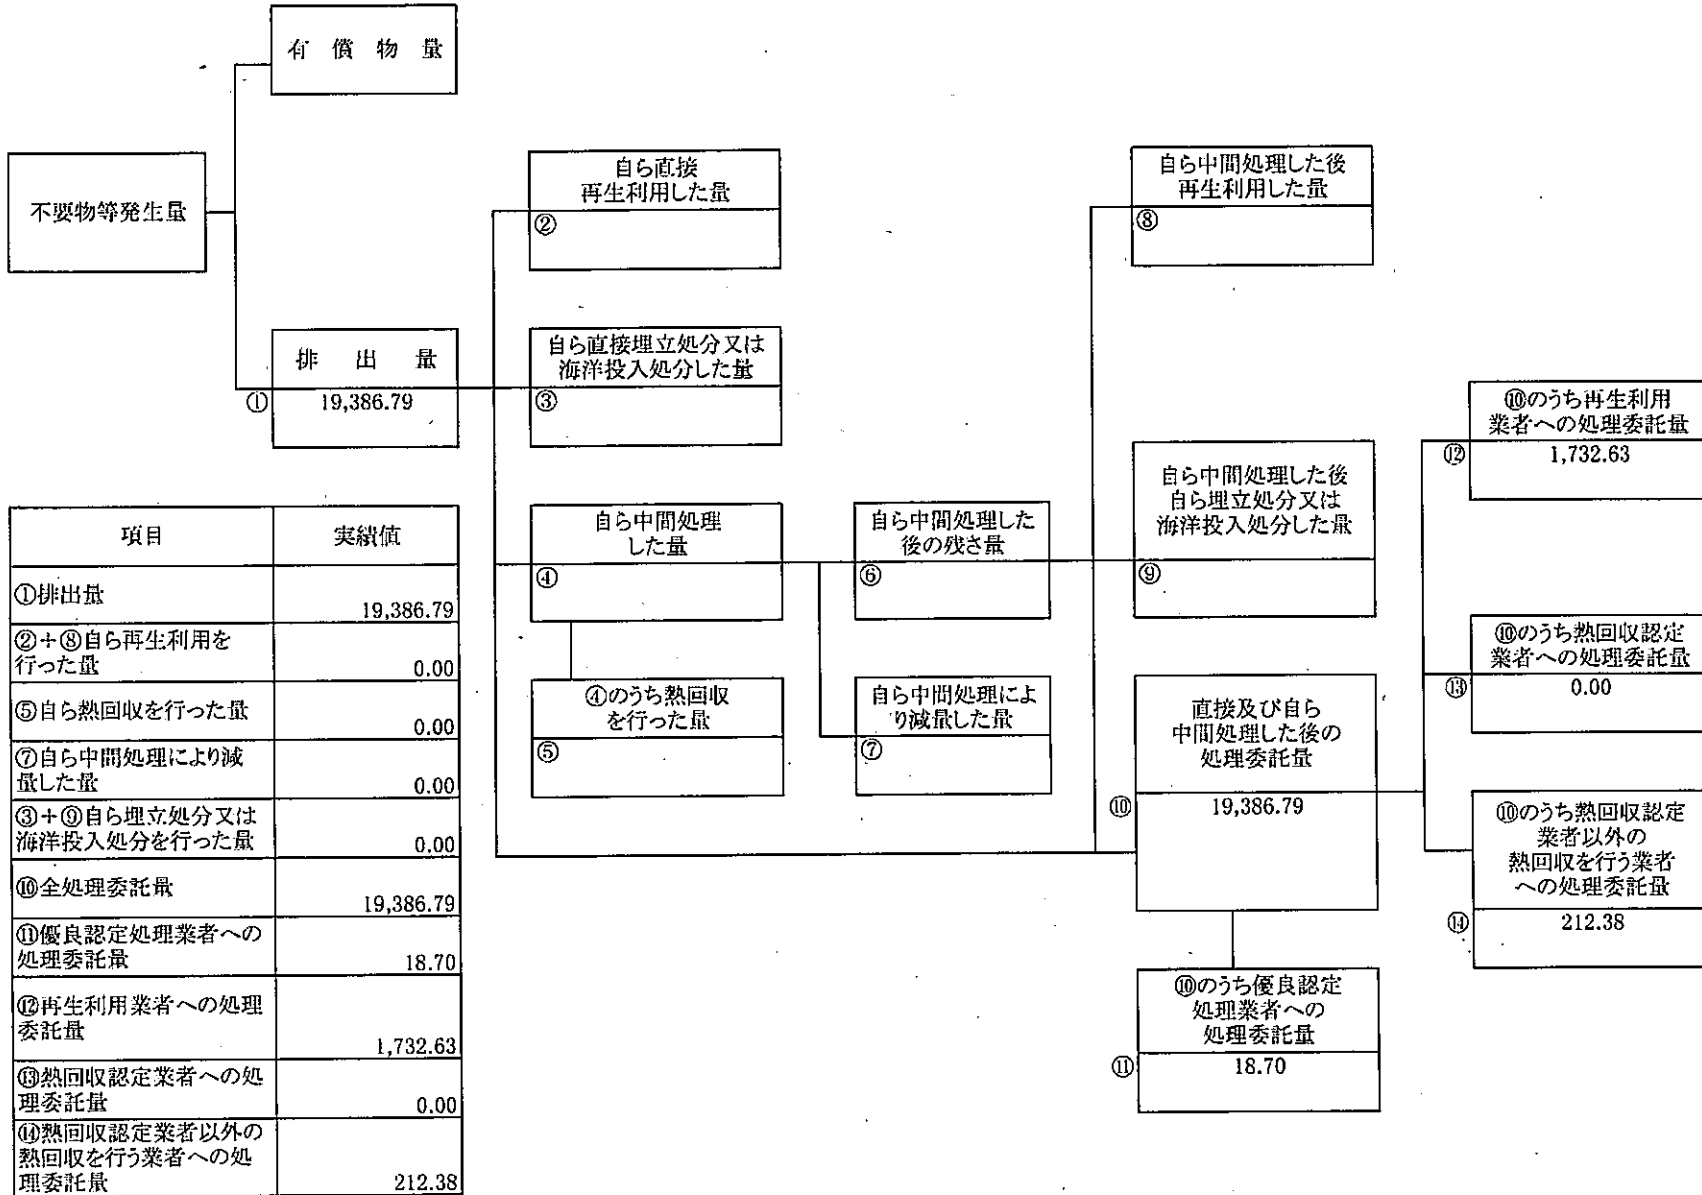 有償物量
不要物等発生量
排出量
①
19,386.79
自ら直接
再生利用した量
②
自ら直接埋立処分又は
海洋投入処分した量
③
自ら中間処理
した量
④
④のうち熱回収
を行った量
⑤
自ら中間処理した
後の残さ量
⑥
自ら中間処理によ
り減量した量
⑦
自ら中間処理した後
再生利用した量
⑧
自ら中間処理した後
自ら埋立処分又は
海洋投入処分した量
⑨
直接及び自ら
中間処理した後の
処理委託量
⑩
19,386.79
⑩のうち優良認定
処理業者への
処理委託量
⑪
18.70
⑩のうち再生利用
業者への処理委託量
⑫
1,732.63
⑩のうち熱回収認定
業者への処理委託量
⑬
0.00
⑩のうち熱回収認定
業者以外の
熱回収を行う業者
への処理委託量
⑭
212.38
項目 実績値
①排出量
19,386.79
②+⑧自ら再生利用を
行った量 0.00
⑤自ら熱回収を行った量
0.00
⑦自ら中間処理により減
量した量 0.00
③+⑨自ら埋立処分又は
海洋投入処分を行った量 0.00
⑩全処理委託量
19,386.79
⑪優良認定処理業者への
処理委託量 18.70
⑫再生利用業者への処理
委託量
1,732.63
⑬熱回収認定業者への処
理委託量 0.00
⑭熱回収認定業者以外の
熱回収を行う業者への処
理委託量 212.38